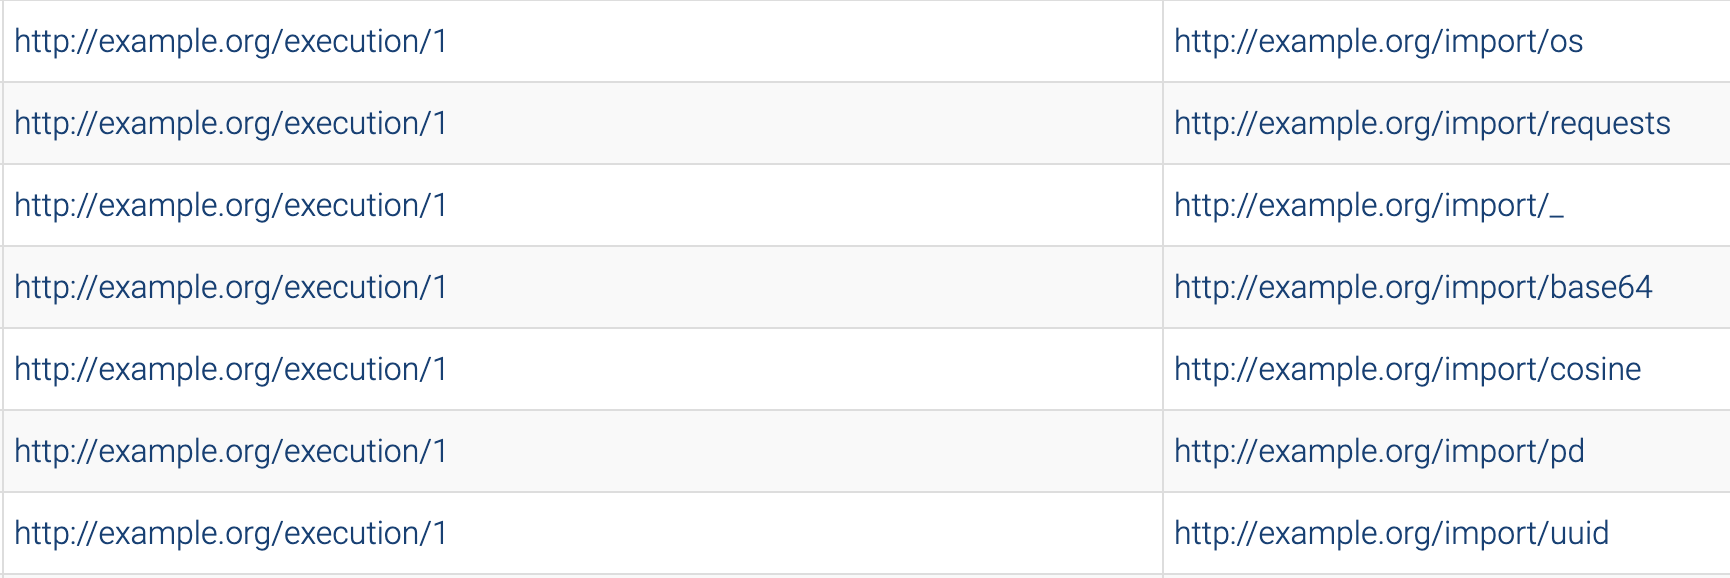 http://example.org/execution/1 http://example.org/import/os
http://example.org/execution/1 http://example.org/import/requests
http://example.org/execution/1 http://example.org/import/_
http://example.org/execution/1 http://example.org/import/base64
http://example.org/execution/1 http://example.org/import/cosine
http://example.org/execution/1 http://example.org/import/pd
http://example.org/execution/1 http://example.org/import/uuid